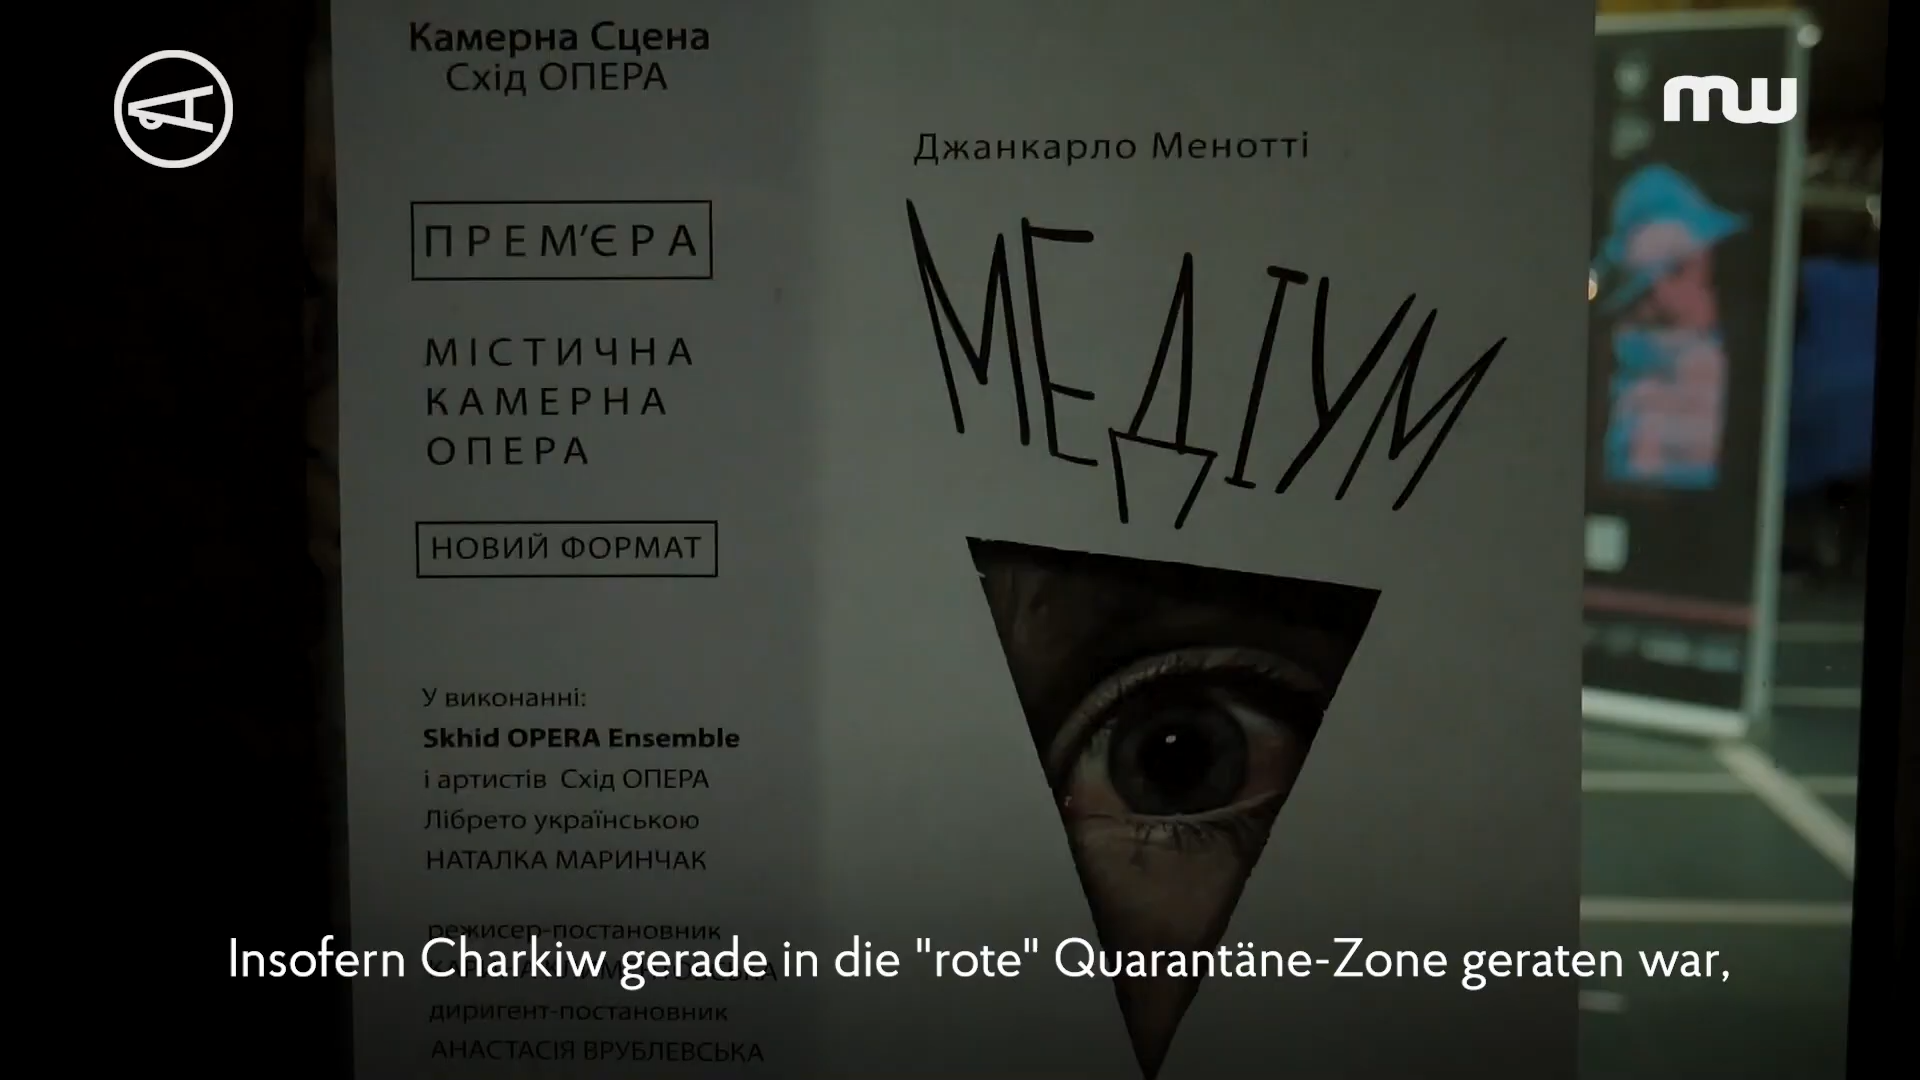 Камерна Сцена
Схід ОПЕРА
mw
Джанкарло Менотті
ПРЕМ'ЄРА
МЕДІУМ
МІСТИЧНА
КАМЕРНА
ОПЕРА
НОВИЙ ФОРМАТ
У виконанні:
Skhid OPERA Ensemble
і артистів Схід ОПЕРА
Лібрето українською
НАТАЛКА МАРИНЧАК
режисер-постановник
Insofern Charkiw gerade in die "rote" Quarantäne-Zone geraten war,
диригент-постановник
АНАСТАСІЯ ВРУБЛЕВСЬКА